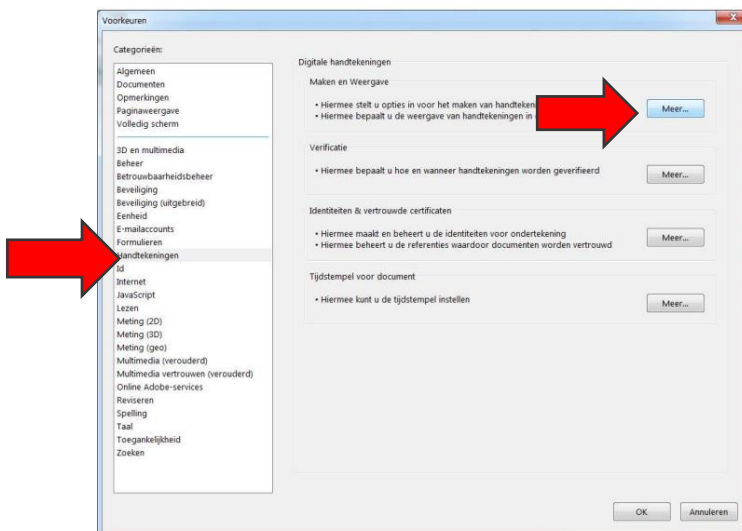 Voorkeuren
Categorieën:
Algemeen
Documenten
Opmerkingen
Paginaweergave
Volledig scherm
3D en multimedia
Beheer
Betrouwbaarheidsbeheer
Beveiliging
Beveiliging (uitgebreid)
Eenheid
E-mailaccounts
Formulieren
Handtekeningen
Id
Internet
JavaScript
Lezen
Meting (2D)
Meting (3D)
Meting (geo)
Multimedia (verouderd)
Multimedia vertrouwen (verouderd)
Online Adobe-services
Reviseren
Spelling
Taal
Toegankelijkheid
Zoeken
Digitale handtekeningen
Maken en Weergave
• Hiermee stelt u opties in voor het maken van
• Hiermee bepaalt u de weergave van handtekeningen in
Meer...
Verificatie
• Hiermee bepaalt u hoe en wanneer handtekeningen worden geverifieerd
Meer...
Identiteiten & vertrouwde certificaten
• Hiermee maakt en beheert u de identiteiten voor ondertekening
• Hiermee beheert u de referenties waardoor documenten worden vertrouwd
Meer...
Tijdstempel voor document
• Hiermee kunt u de tijdstempel instellen
Meer...
OK
Annuleren